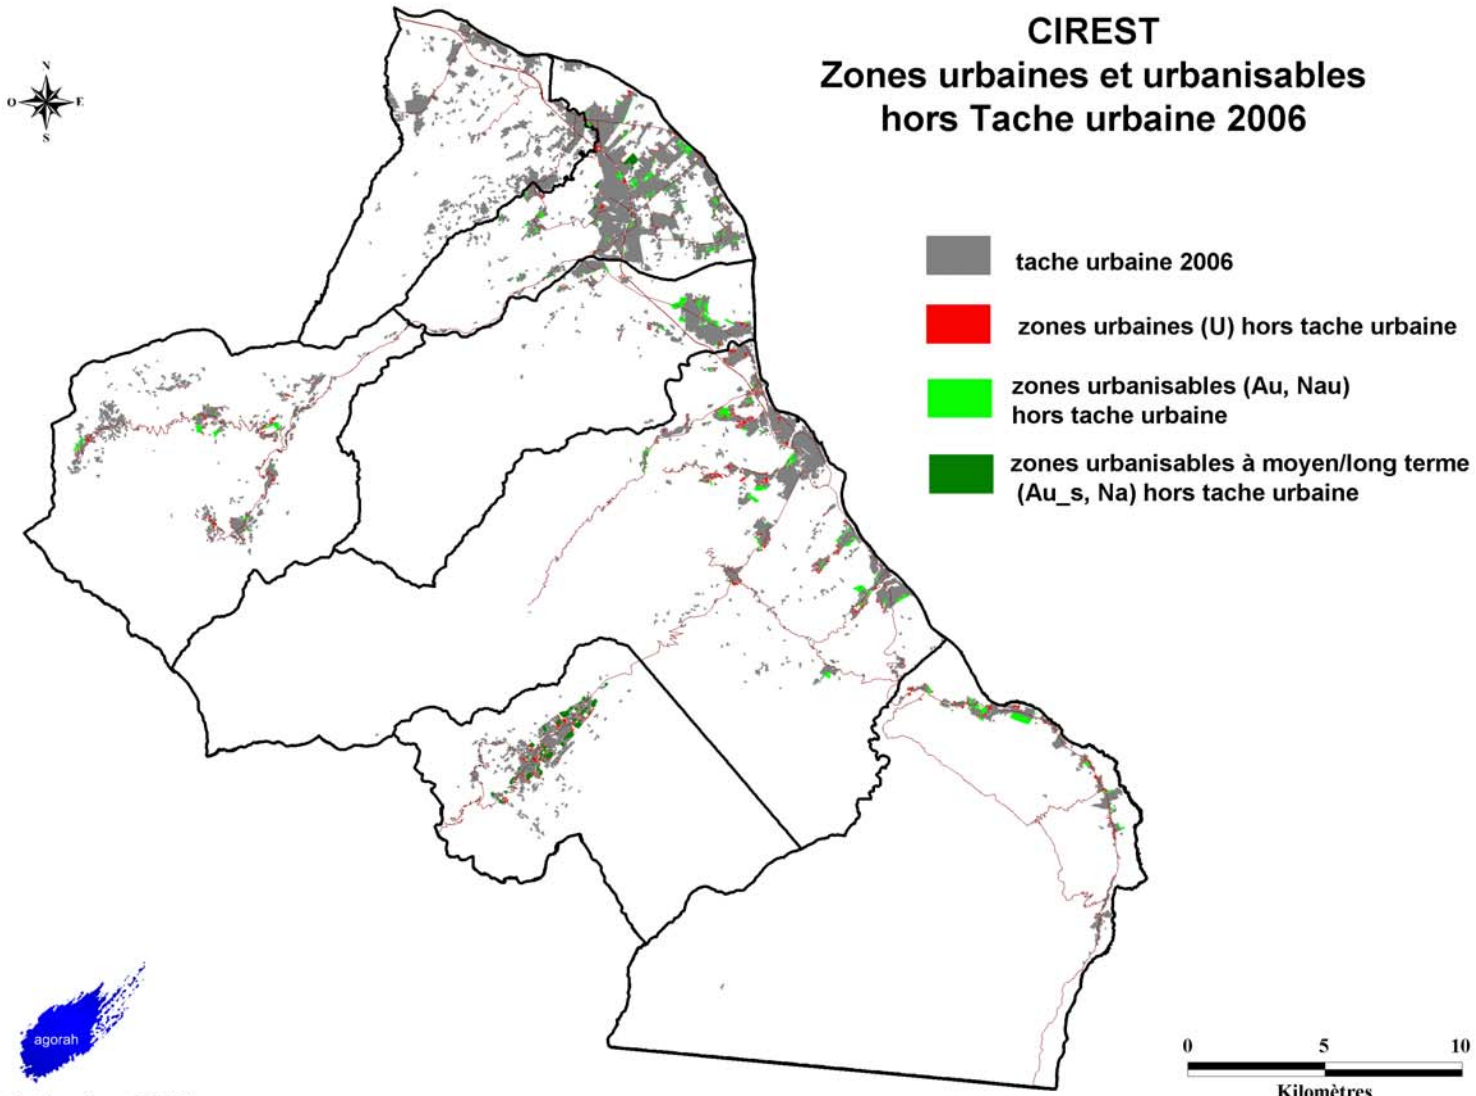 CIREST
Zones urbaines et urbanisables
hors Tache urbaine 2006
N
O
E
S
tache urbaine 2006
zones urbaines (U) hors tache urbaine
zones urbanisables (Au, Nau)
hors tache urbaine
zones urbanisables à moyen/long terme
(Au_s, Na) hors tache urbaine
agorah
0 5 10
Kilomètres